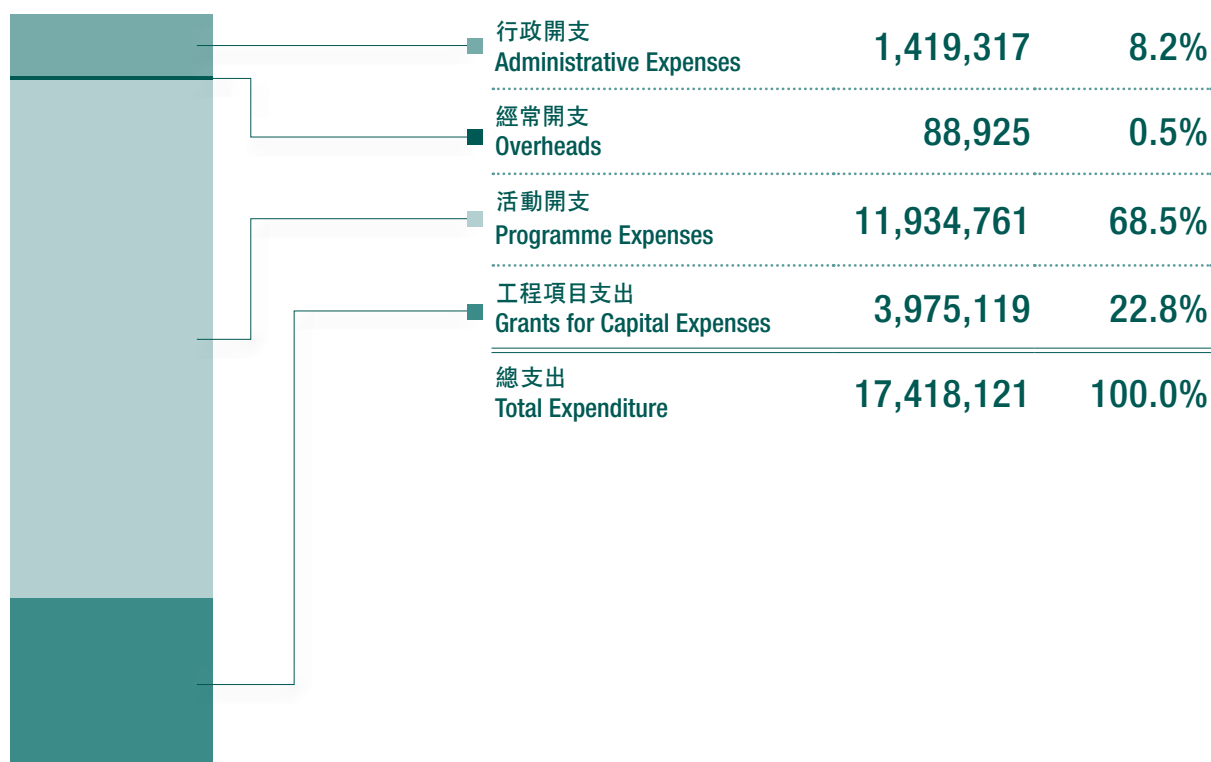 行政開支
Administrative Expenses 1,419,317 8.2%
經常開支
Overheads 88,925 0.5%
活動開支
Programme Expenses 11,934,761 68.5%
工程項目支出
Grants for Capital Expenses 3,975,119 22.8%
總支出
Total Expenditure 17,418,121 100.0%